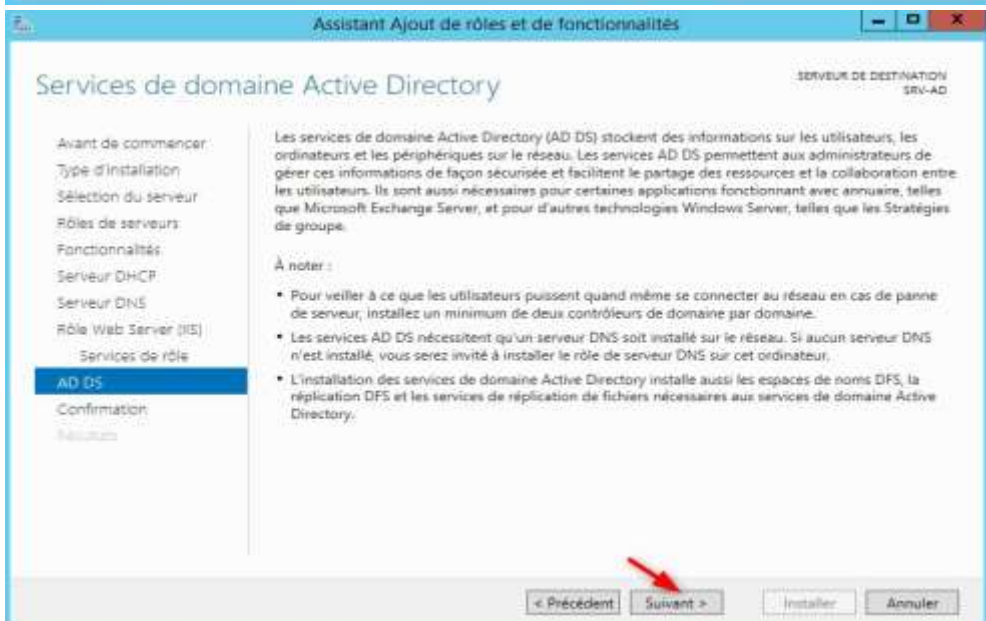 Assistant Ajout de rôles et de fonctionnalités
Services de domaine Active Directory
SERVEUR DE DESTINATION
SRV-AD
Avant de commencer
Type d'installation
Sélection du serveur
Rôles de serveurs
Fonctionnalités
Serveur DHCP
Serveur DNS
Rôle Web Server (IIS)
Services de rôle
AD DS
Confirmation
Résultats
Les services de domaine Active Directory (AD DS) stockent des informations sur les utilisateurs, les
ordinateurs et les périphériques sur le réseau. Les services AD DS permettent aux administrateurs de
gérer ces informations de façon sécurisée et facilitent le partage des ressources et la collaboration entre
les utilisateurs. Ils sont aussi nécessaires pour certaines applications fonctionnant avec annuaire, telles
que Microsoft Exchange Server, et pour d'autres technologies Windows Server, telles que les Stratégies
de groupe.
À noter :
• Pour veiller à ce que les utilisateurs puissent quand même se connecter au réseau en cas de panne
de serveur, installez un minimum de deux contrôleurs de domaine par domaine.
• Les services AD DS nécessitent qu'un serveur DNS soit installé sur le réseau. Si aucun serveur DNS
n'est installé, vous serez invité à installer le rôle de serveur DNS sur cet ordinateur.
• L'installation des services de domaine Active Directory installe aussi les espaces de noms DFS, la
réplication DFS et les services de réplication de fichiers nécessaires aux services de domaine Active
Directory.
< Précédent
Suivant >
Installer
Annuler